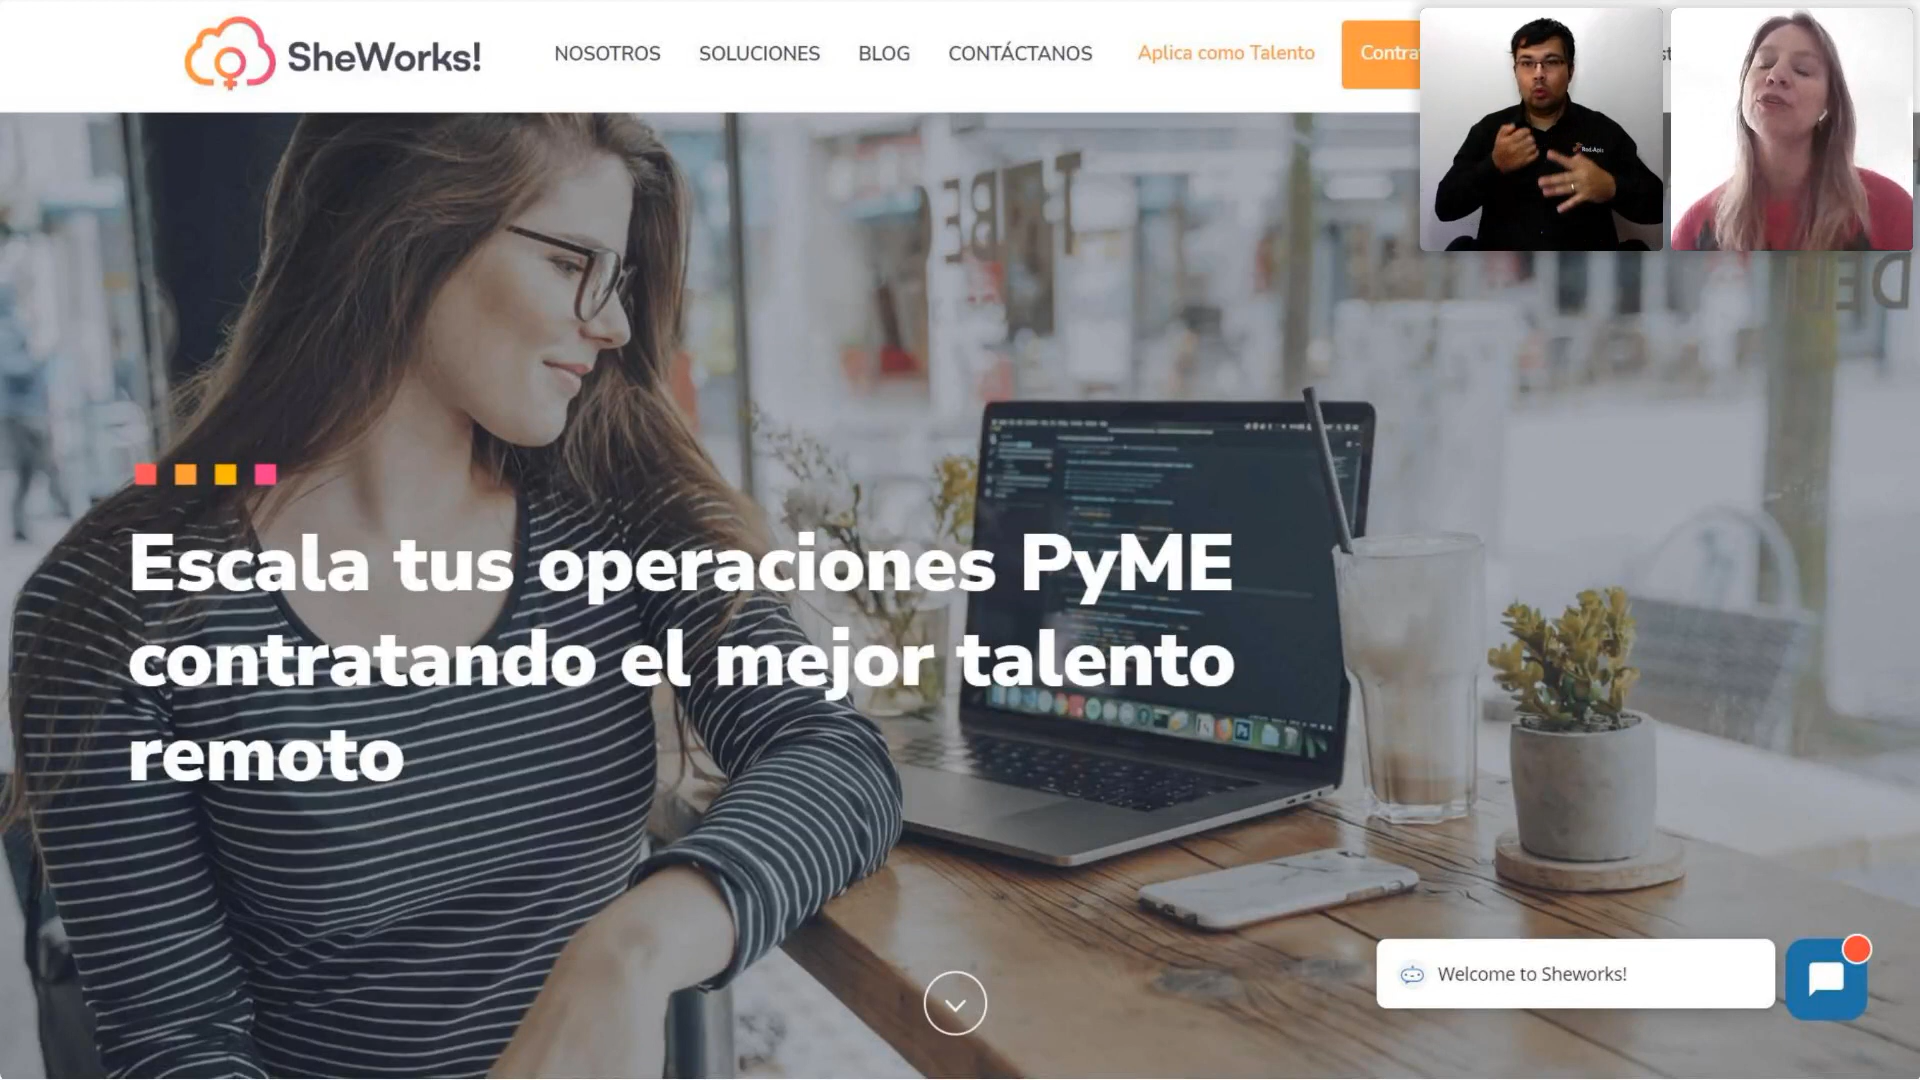 SheWorks!
NOSOTROS
SOLUCIONES
BLOG
CONTÁCTANOS
Aplica como Talento
Escala tus operaciones PyME
contratando el mejor talento
remoto
Welcome to Sheworks!